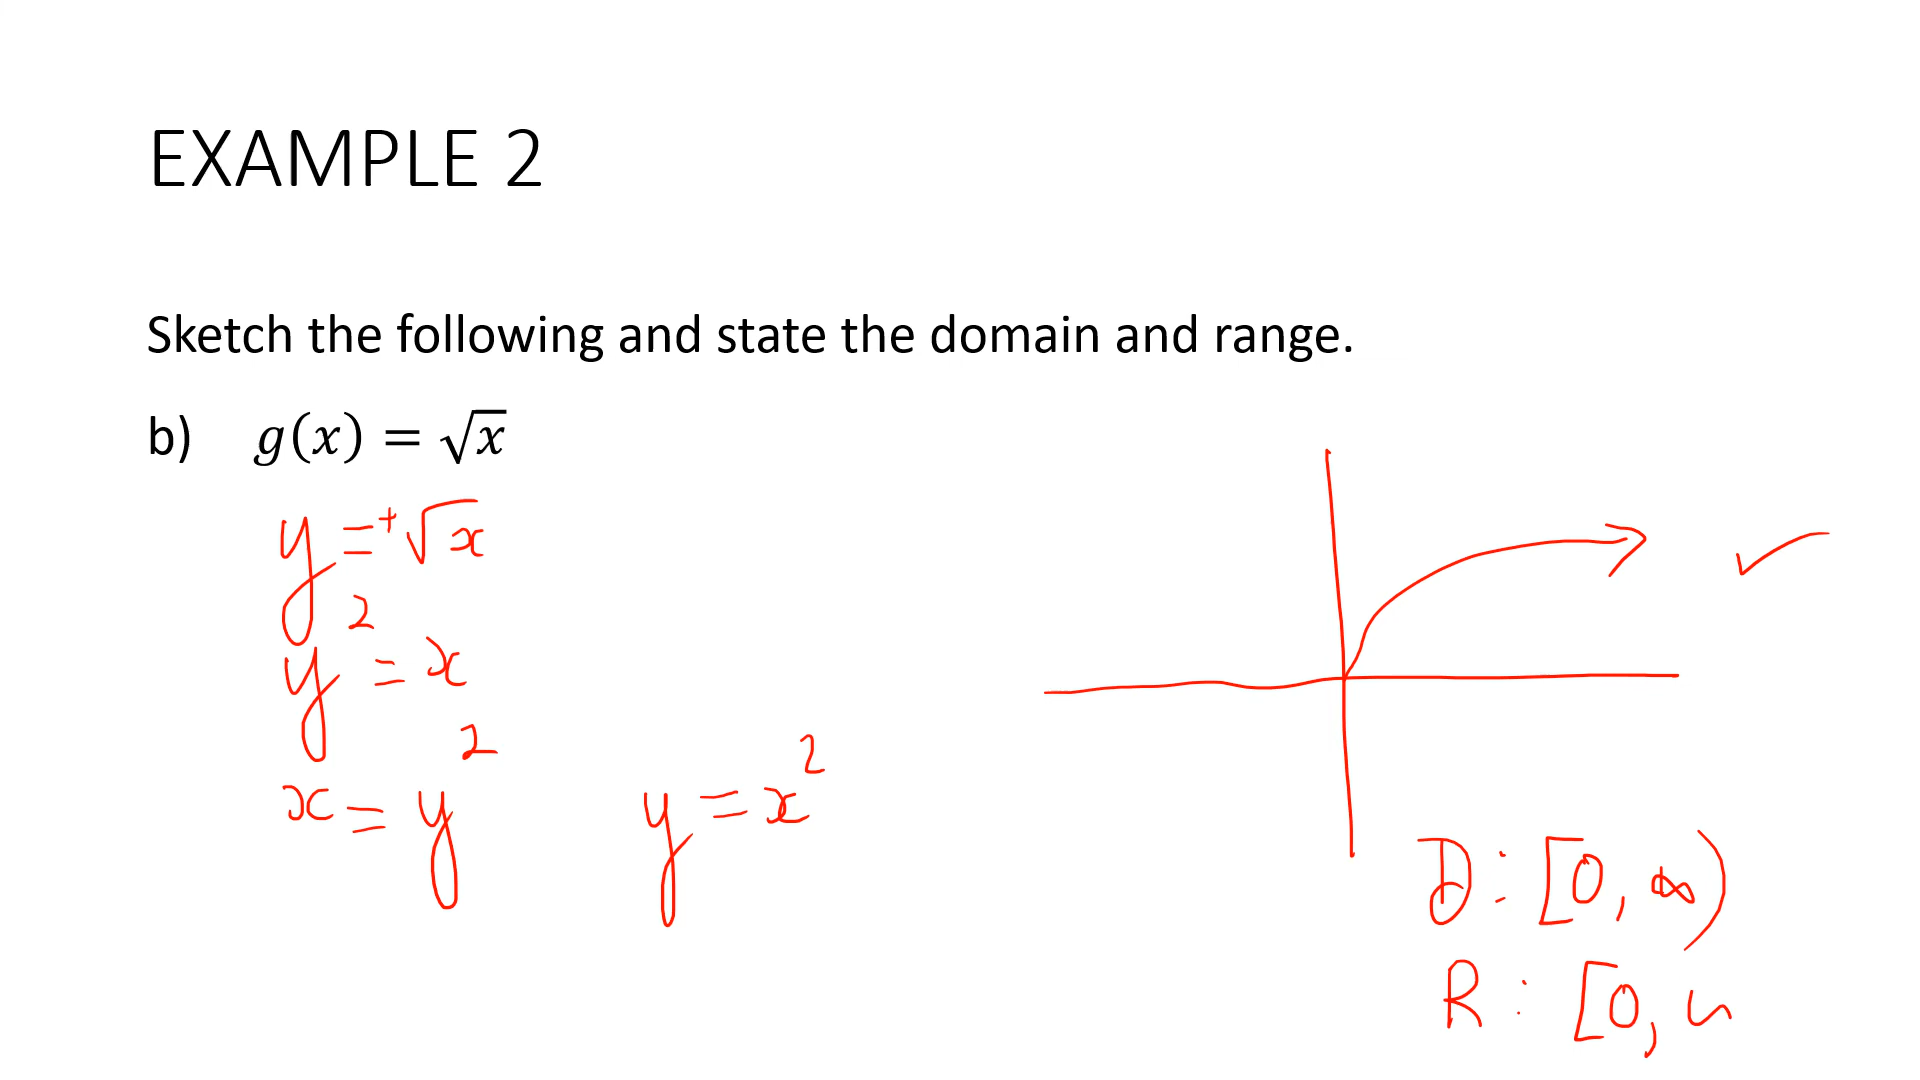 EXAMPLE 2
Sketch the following and state the domain and range.
b) g(x) = √x
y = +√x
y² = x
x = y²
y = x²
D : [0, ∞)
R : [0,